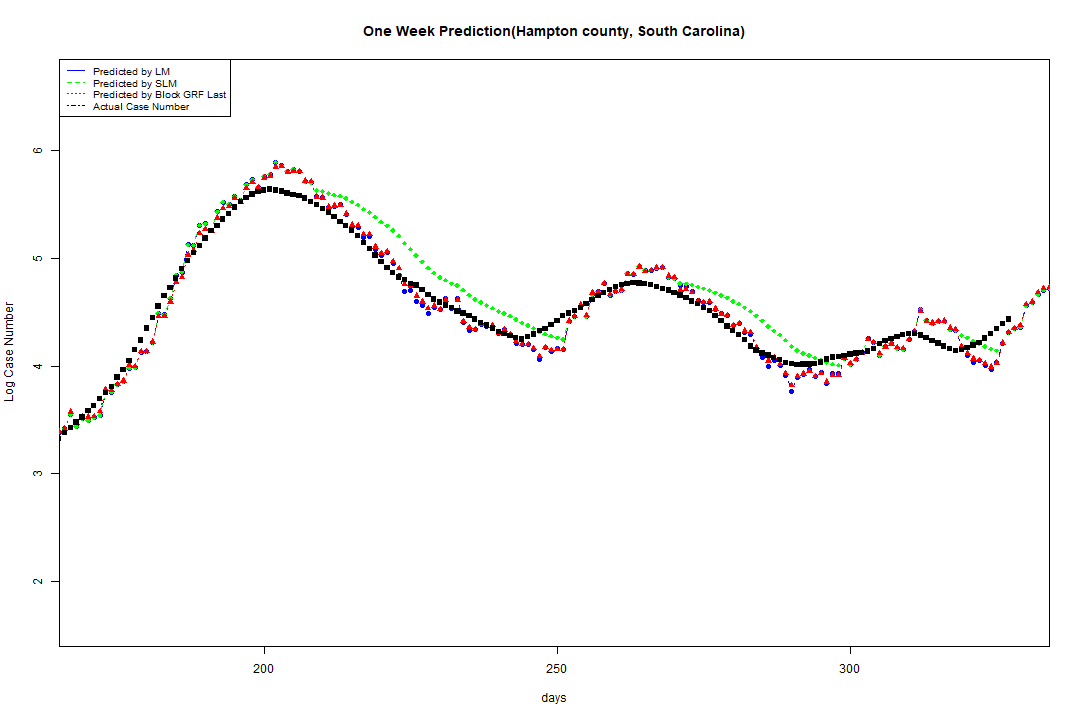 One Week Prediction(Hampton county, South Carolina)
Predicted by LM
Predicted by SLM
Predicted by Block GRF Last
Actual Case Number
6
5
4
3
2
Log Case Number
200 250 300
days